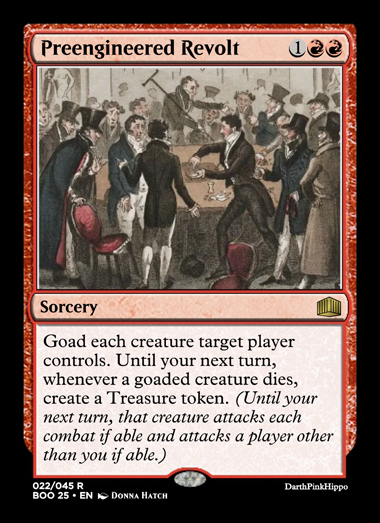 Preengineered Revolt 1
Sorcery
Goad each creature target player
controls. Until your next turn,
whenever a goaded creature dies,
create a Treasure token. (Until your
next turn, that creature attacks each
combat if able and attacks a player other
than you if able.)
022/045 R
BOO 25 • EN Donna Hatch
DarthPinkHippo